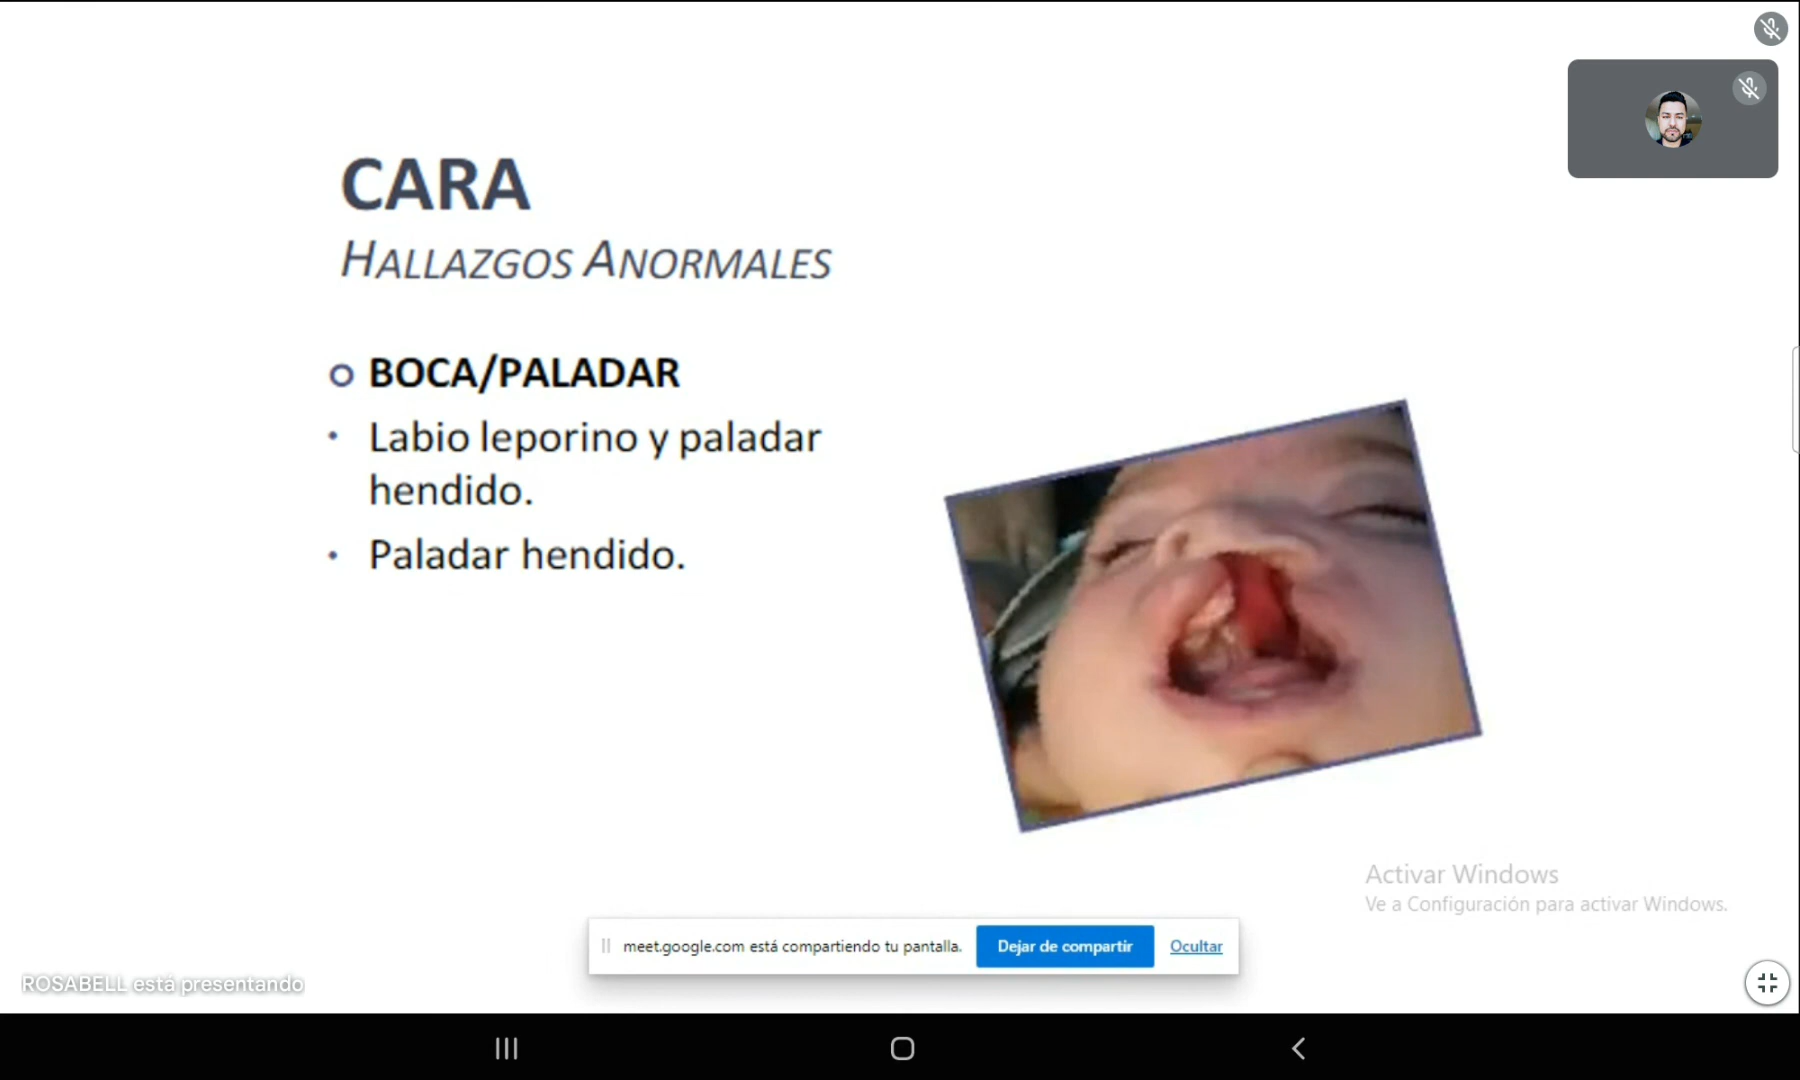 CARA
HALLAZGOS ANORMALES
BOCA/PALADAR
Labio leporino y paladar
hendido.
Paladar hendido.
Activar Windows
Ve a Configuración para activar Windows.
meet.google.com está compartiendo tu pantalla. Dejar de compartir Ocultar
ROSABELL está presentando